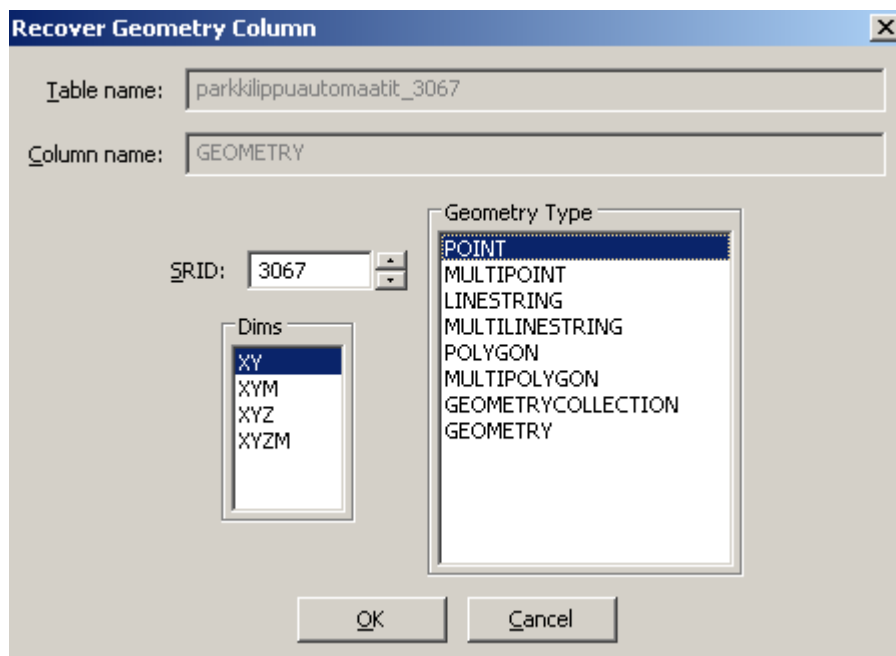 Recover Geometry Column
Table name: parkkilippuautomaatit_3067
Column name: GEOMETRY
SRID: 3067
Dims
XY
XYM
XYZ
XYZM
Geometry Type
POINT
MULTIPOINT
LINESTRING
MULTILINESTRING
POLYGON
MULTIPOLYGON
GEOMETRYCOLLECTION
GEOMETRY
OK Cancel